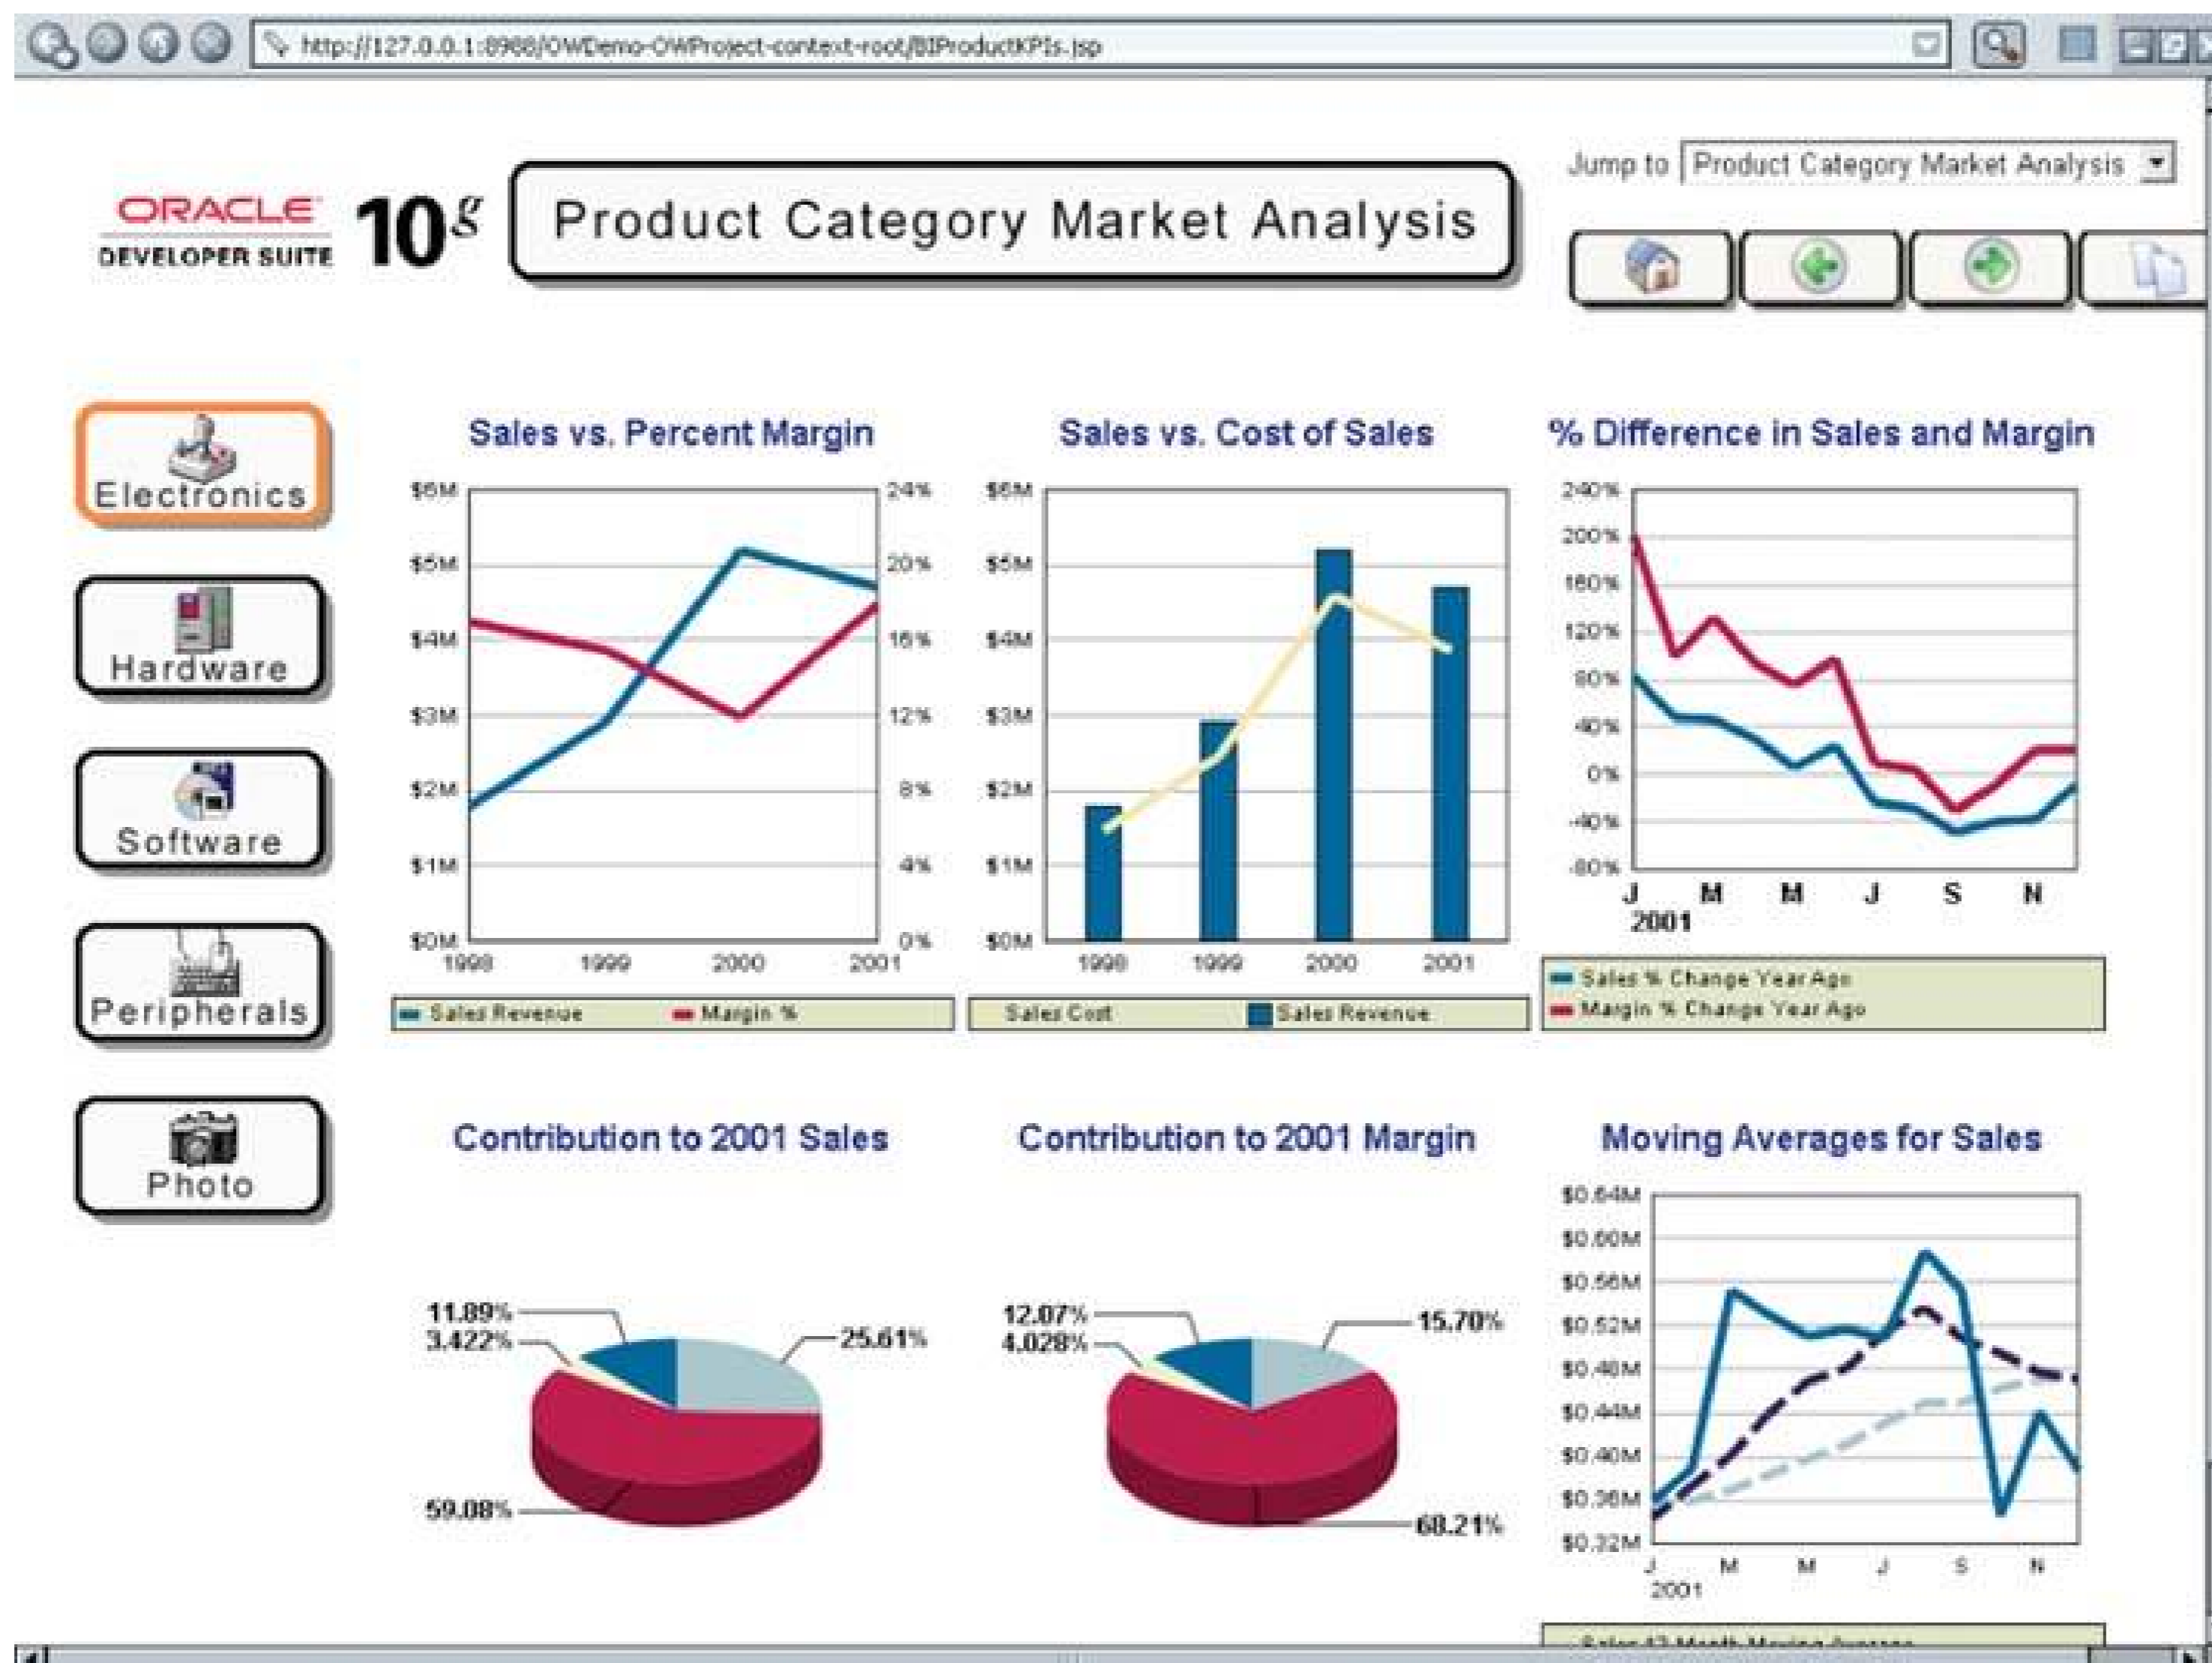 http://127.0.0.1:8988/OWDemo-OWProject-context-root/BIProductKPIs.jsp
Jump to Product Category Market Analysis
ORACLE
DEVELOPER SUITE
10g
Product Category Market Analysis
Electronics
Hardware
Software
Peripherals
Photo
Sales vs. Percent Margin
$6M
$5M
$4M
$3M
$2M
$1M
$0M
24%
20%
16%
12%
8%
4%
0%
1998 1999 2000 2001
Sales Revenue Margin %
Sales vs. Cost of Sales
$6M
$5M
$4M
$3M
$2M
$1M
$0M
1998 1999 2000 2001
Sales Cost Sales Revenue
% Difference in Sales and Margin
240%
200%
160%
120%
80%
40%
0%
-40%
-80%
J M M J S N
2001
Sales % Change Year Ago
Margin % Change Year Ago
Contribution to 2001 Sales
11.89%
3.422%
25.61%
59.08%
Contribution to 2001 Margin
12.07%
4.028%
15.70%
68.21%
Moving Averages for Sales
$0.64M
$0.60M
$0.56M
$0.52M
$0.48M
$0.44M
$0.40M
$0.36M
$0.32M
J M M J S N
2001
Sales 12 Month Moving Average